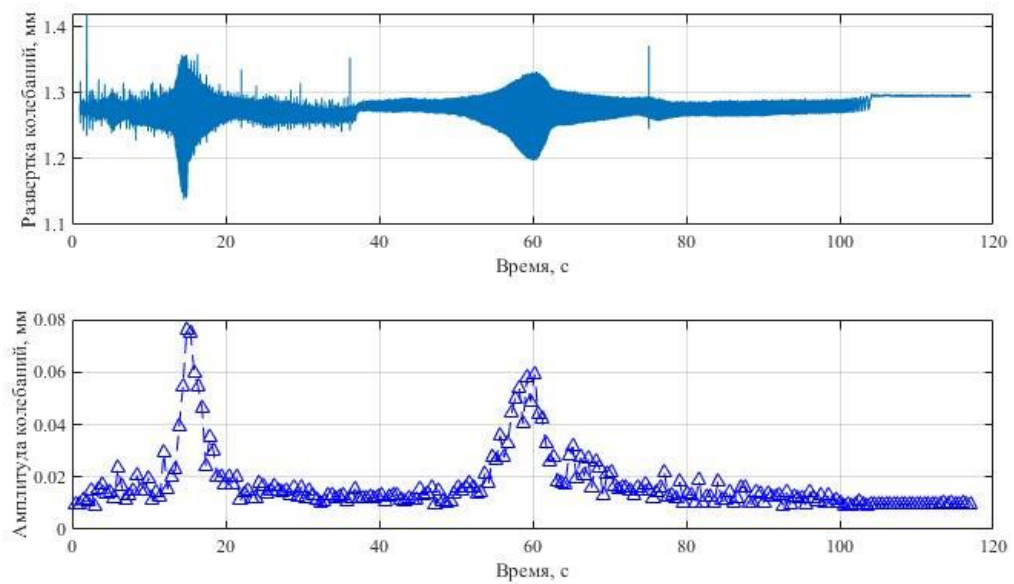 Развертка колебаний, мм
1.4
1.3
1.2
1.1
0 20 40 60 80 100 120
Время, с
Амплитуда колебаний, мм
0.08
0.06
0.04
0.02
0
0 20 40 60 80 100 120
Время, с